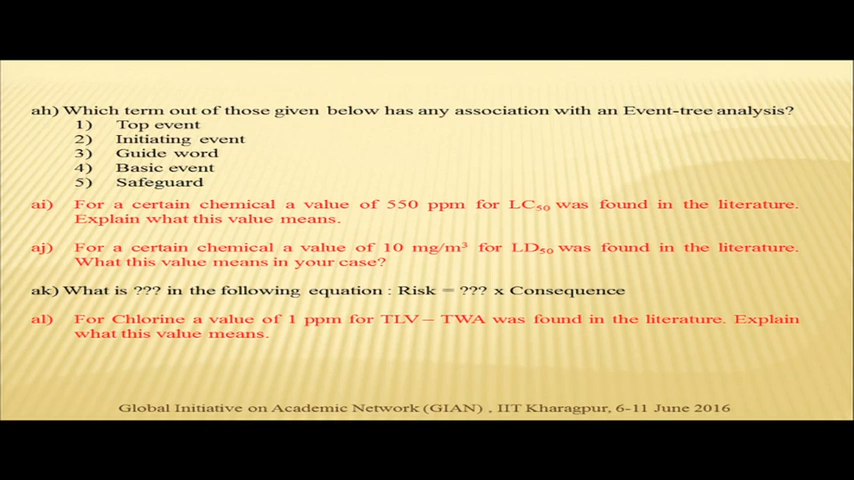 ah) Which term out of those given below has any association with an Event-tree analysis?
1) Top event
2) Initiating event
3) Guide word
4) Basic event
5) Safeguard
ai) For a certain chemical a value of 550 ppm for LC50 was found in the literature.
Explain what this value means.
aj) For a certain chemical a value of 10 mg/m³ for LD50 was found in the literature.
What this value means in your case?
ak) What is ??? in the following equation : Risk = ??? x Consequence
al) For Chlorine a value of 1 ppm for TLV – TWA was found in the literature. Explain
what this value means.
Global Initiative on Academic Network (GIAN) , IIT Kharagpur, 6-11 June 2016